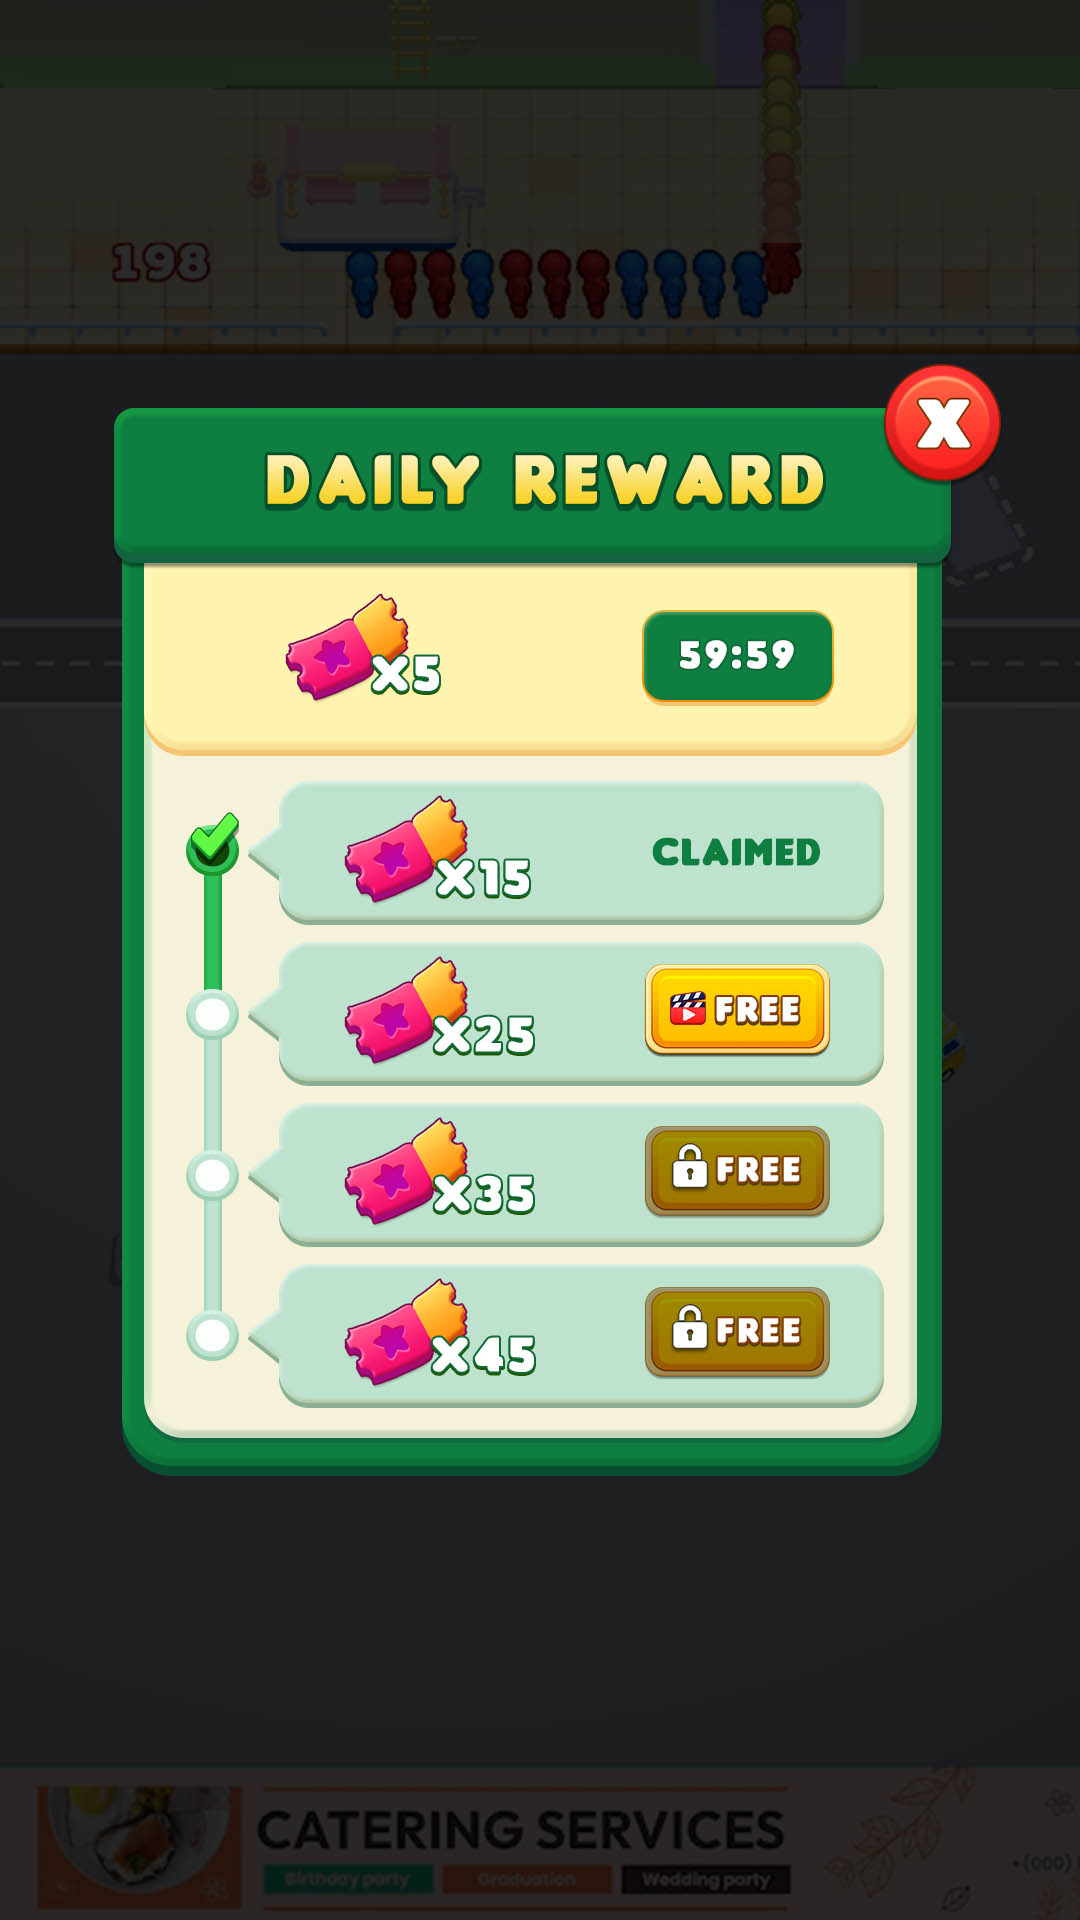 198
X
DAILY REWARD
X5
59:59
X15
CLAIMED
X25
FREE
X35
FREE
X45
FREE
CATERING SERVICES
Birthday party
Graduation
Wedding party
+(000)